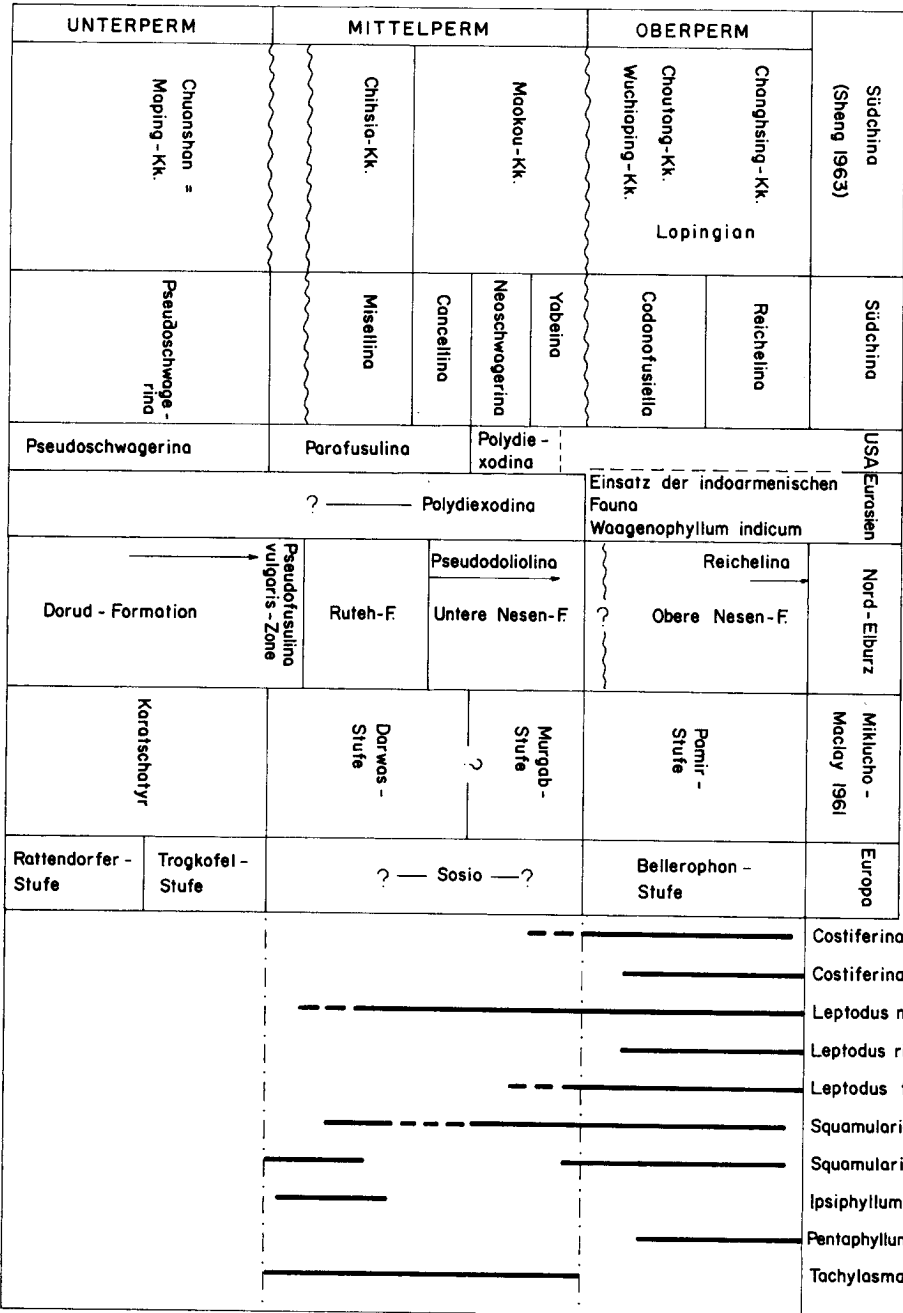 UNTERPERM
MITTELPERM
OBERPERM
Südchina
(Sheng 1963)
Chuanshan =
Maping-Kk.
Chihsia-Kk.
Maokou-Kk.
Choutang-Kk.
Wuchiaping-Kk.
Changhsing-Kk.
Lopingian
Südchina
Pseudoschwage-
rina
Misellina
Cancellina
Neoschwagerina
Yabeina
Codonofusiella
Reichelina
USA
Pseudoschwagerina
Parafusulina
Polydie-
xodina
Eurasien
? — Polydiexodina
Einsatz der indoarmenischen
Fauna
Waagenophyllum indicum
Nord-Elburz
Dorud - Formation
Pseudofusulina
vulgaris-Zone
Ruteh-F.
Pseudodoliolina
Untere Nesen-F.
?
Reichelina
Obere Nesen-F.
Miklucho-
Maclay 1961
Karatschatyr
Darwas-
Stufe
?
Murgab-
Stufe
Pamir-
Stufe
Europa
Rattendorfer-
Stufe
Trogkofel-
Stufe
? — Sosio — ?
Bellerophon-
Stufe
Costiferina
Costiferina
Leptodus n
Leptodus r
Leptodus
Squamulari
Squamulari
Ipsiphyllum
Pentaphyllum
Tachylasma